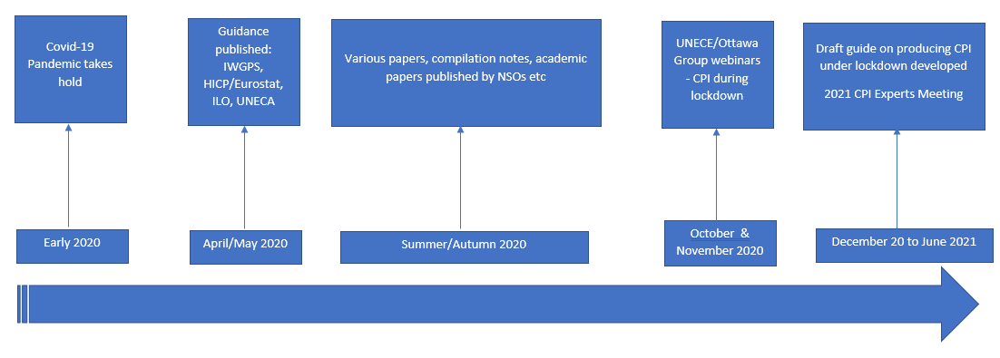 Covid-19
Pandemic takes
hold
Guidance
published:
IWGPS,
HICP/Eurostat,
ILO, UNECA
Various papers, compilation notes, academic
papers published by NSOs etc
UNECE/Ottawa
Group webinars
- CPI during
lockdown
Draft guide on producing CPI
under lockdown developed
2021 CPI Experts Meeting
Early 2020
April/May 2020
Summer/Autumn 2020
October & 
November 2020
December 20 to June 2021